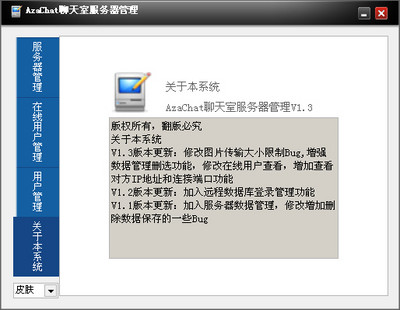 AzaChat聊天室服务器管理
服务器管理
在线用户管理
用户管理
关于本系统
皮肤
关于本系统
AzaChat聊天室服务器管理V1.3
版权所有，翻版必究
关于本系统
V1.3版本更新：修改图片传输大小限制Bug,增强
数据管理删选功能，修改在线用户查看，增加查看
对方IP地址和连接端口功能
V1.2版本更新：加入远程数据库登录管理功能
V1.1版本更新：加入服务器数据管理，修改增加删
除数据保存的一些Bug